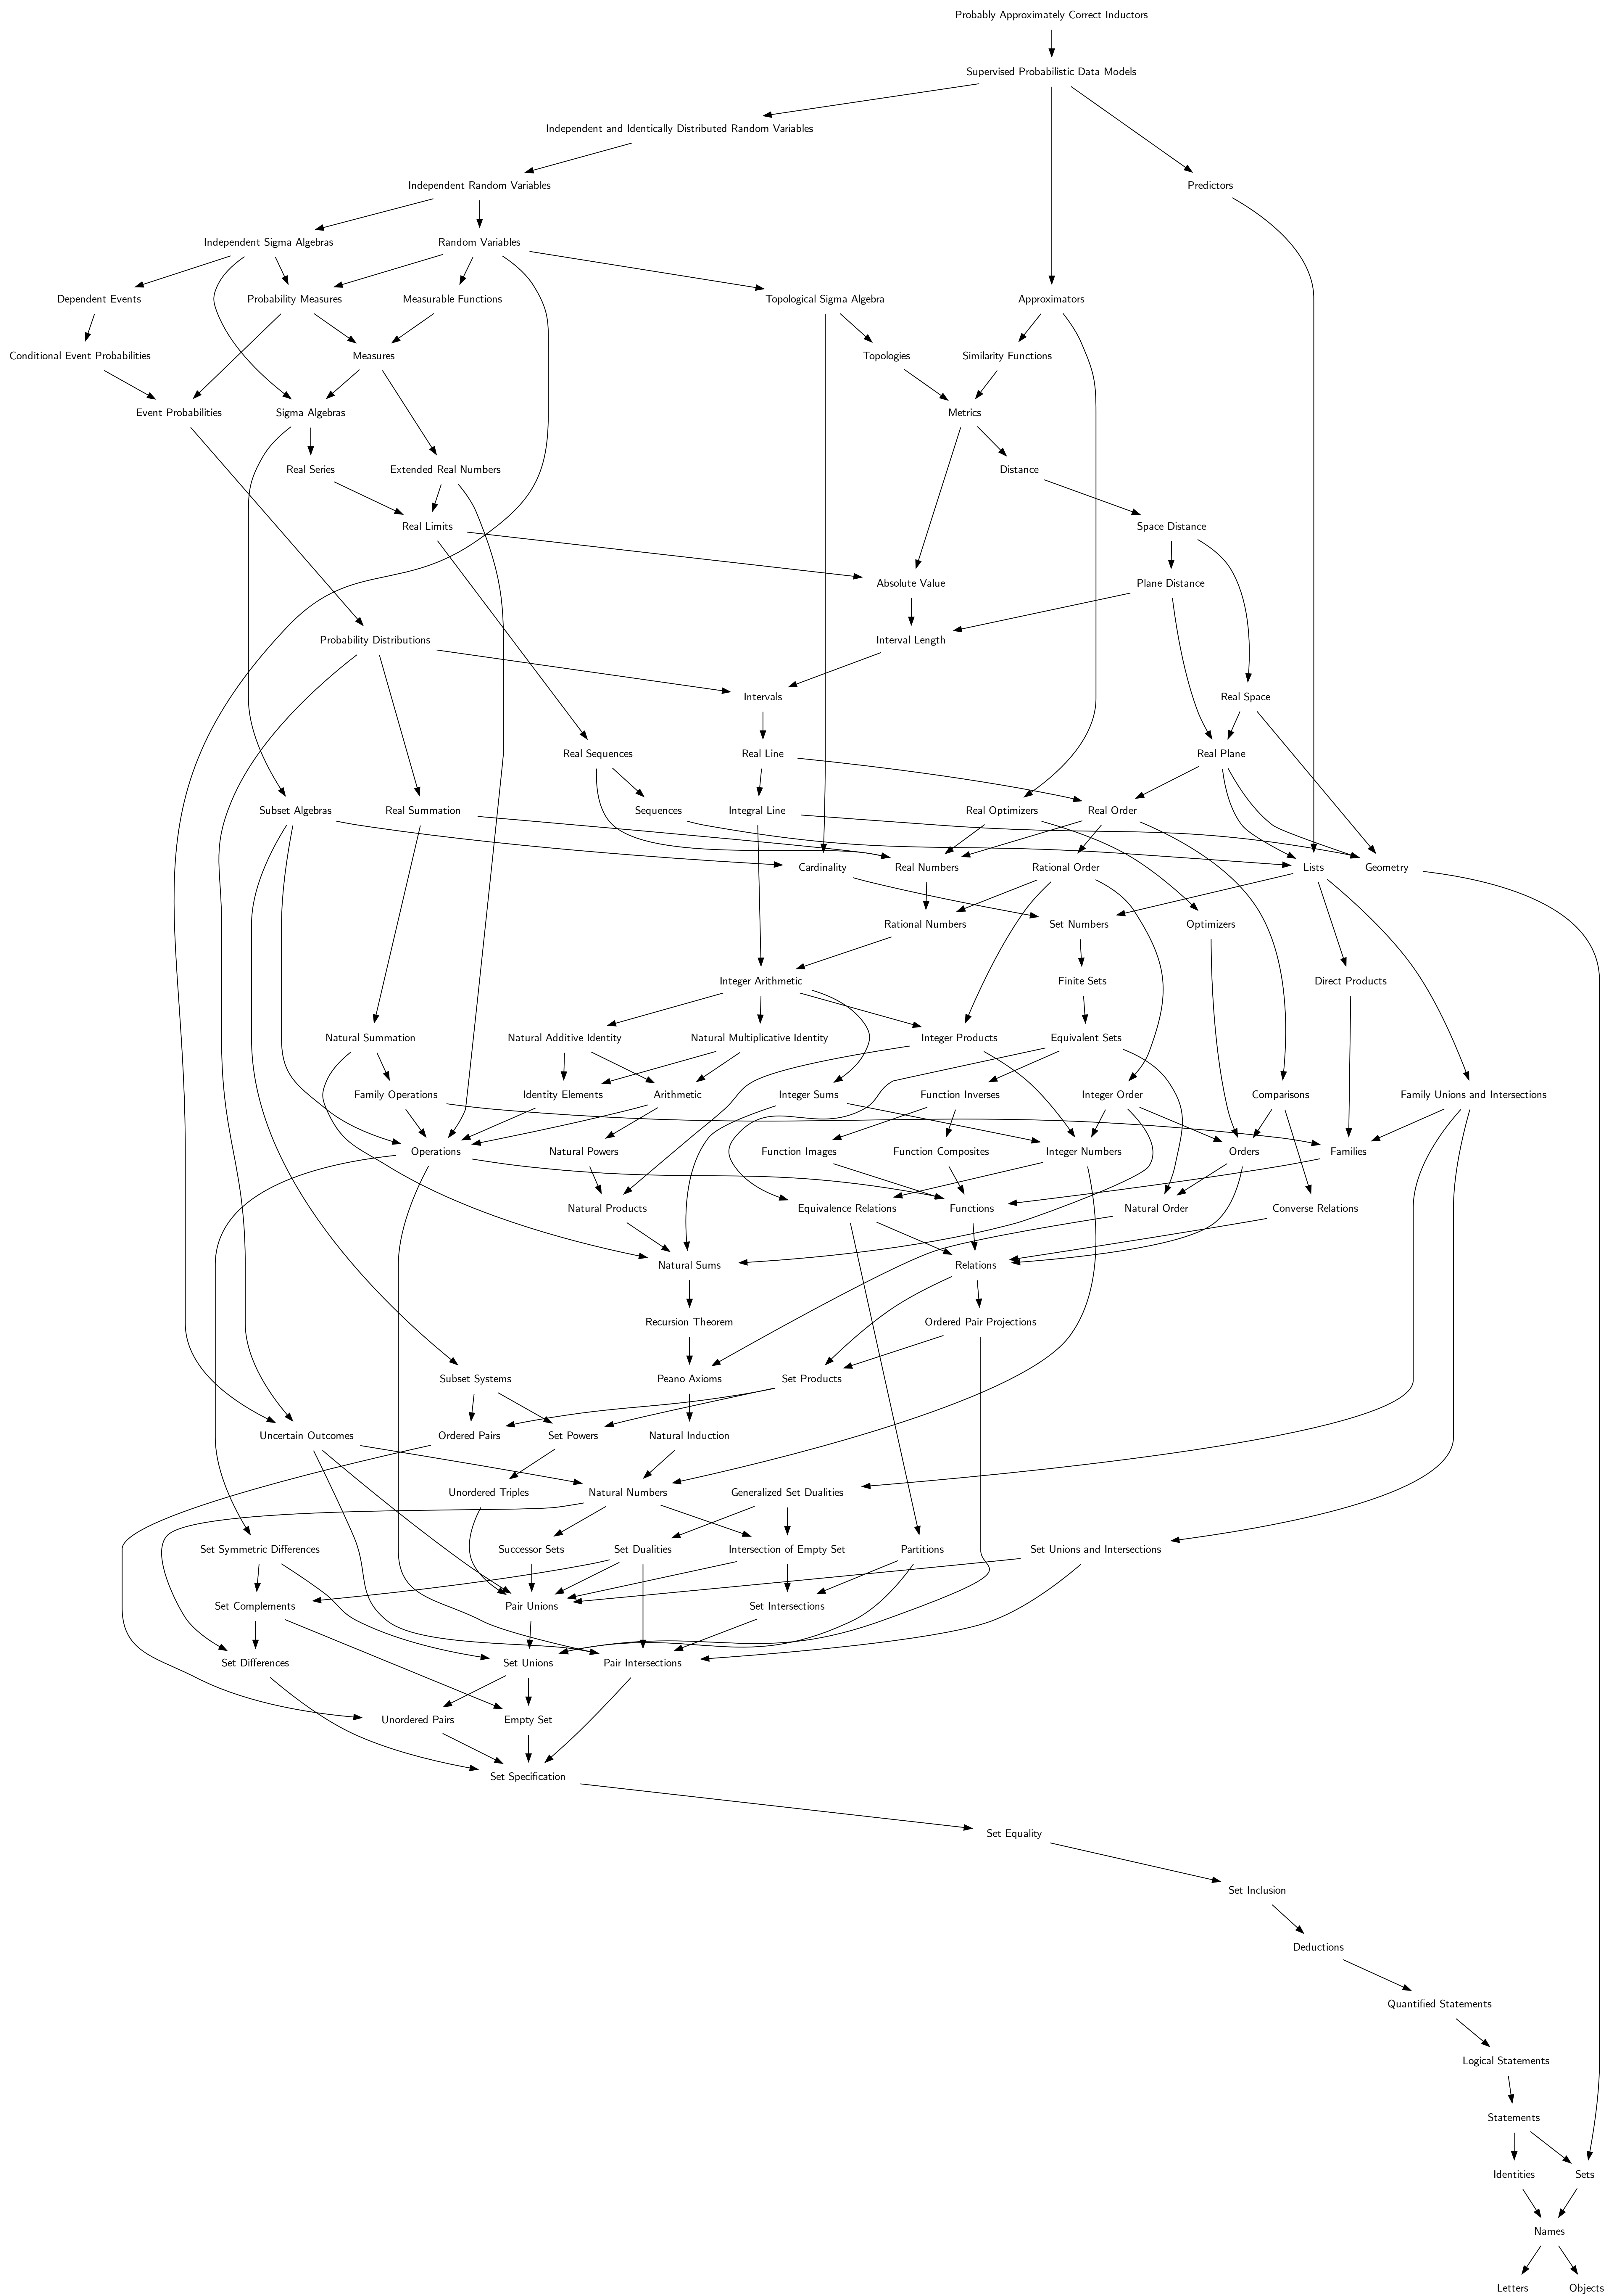 Probably Approximately Correct Inductors
Supervised Probabilistic Data Models
Independent and Identically Distributed Random Variables
Independent Random Variables
Predictors
Independent Sigma Algebras
Random Variables
Dependent Events
Probability Measures
Measurable Functions
Topological Sigma Algebra
Approximators
Conditional Event Probabilities
Measures
Topologies
Similarity Functions
Event Probabilities
Sigma Algebras
Metrics
Real Series
Extended Real Numbers
Distance
Real Limits
Space Distance
Absolute Value
Plane Distance
Probability Distributions
Interval Length
Intervals
Real Space
Real Sequences
Real Line
Real Plane
Subset Algebras
Real Summation
Sequences
Integral Line
Real Optimizers
Real Order
Cardinality
Real Numbers
Rational Order
Lists
Geometry
Rational Numbers
Set Numbers
Optimizers
Integer Arithmetic
Finite Sets
Direct Products
Natural Summation
Natural Additive Identity
Natural Multiplicative Identity
Integer Products
Equivalent Sets
Family Operations
Identity Elements
Arithmetic
Integer Sums
Function Inverses
Integer Order
Comparisons
Family Unions and Intersections
Operations
Natural Powers
Function Images
Function Composites
Integer Numbers
Orders
Families
Natural Products
Equivalence Relations
Functions
Natural Order
Converse Relations
Natural Sums
Relations
Recursion Theorem
Ordered Pair Projections
Subset Systems
Peano Axioms
Set Products
Uncertain Outcomes
Ordered Pairs
Set Powers
Natural Induction
Unordered Triples
Natural Numbers
Generalized Set Dualities
Set Symmetric Differences
Successor Sets
Set Dualities
Intersection of Empty Set
Partitions
Set Unions and Intersections
Set Complements
Pair Unions
Set Intersections
Set Differences
Set Unions
Pair Intersections
Unordered Pairs
Empty Set
Set Specification
Set Equality
Set Inclusion
Deductions
Quantified Statements
Logical Statements
Statements
Identities
Sets
Names
Letters
Objects